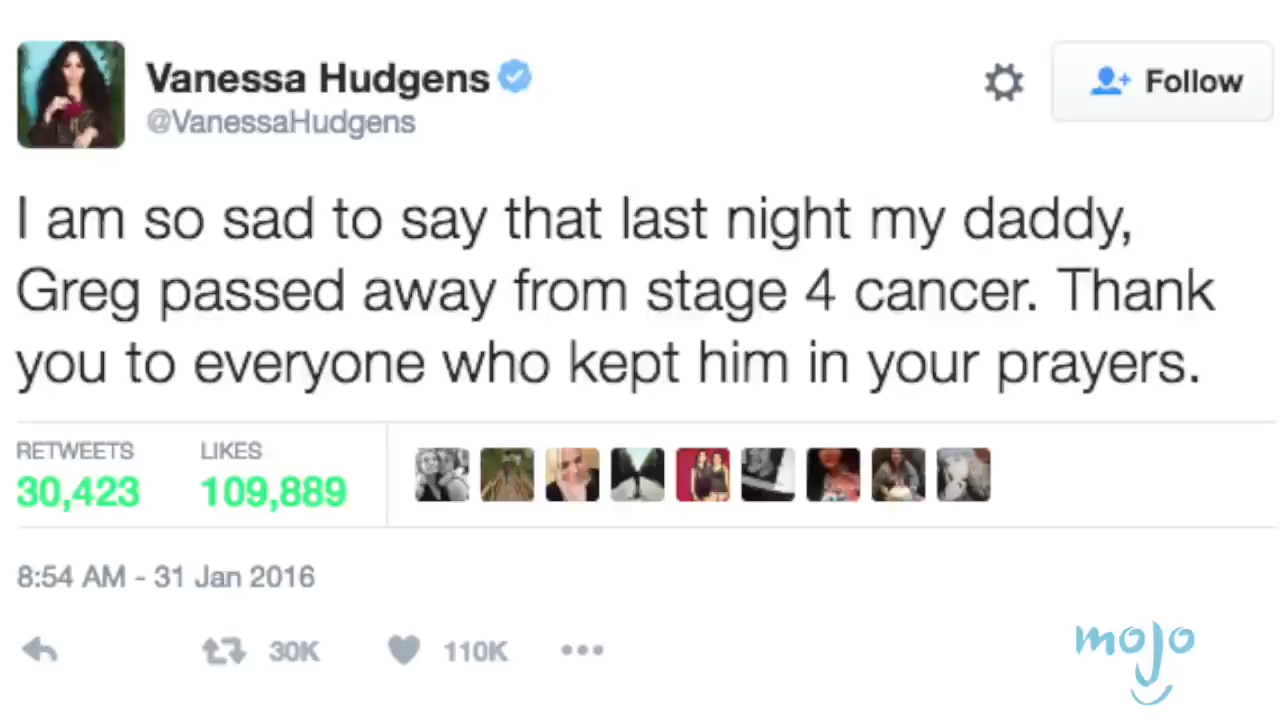 Vanessa Hudgens
@VanessaHudgens
Follow
I am so sad to say that last night my daddy,
Greg passed away from stage 4 cancer. Thank
you to everyone who kept him in your prayers.
RETWEETS LIKES
30,423 109,889
8:54 AM - 31 Jan 2016
30K 110K
mojo